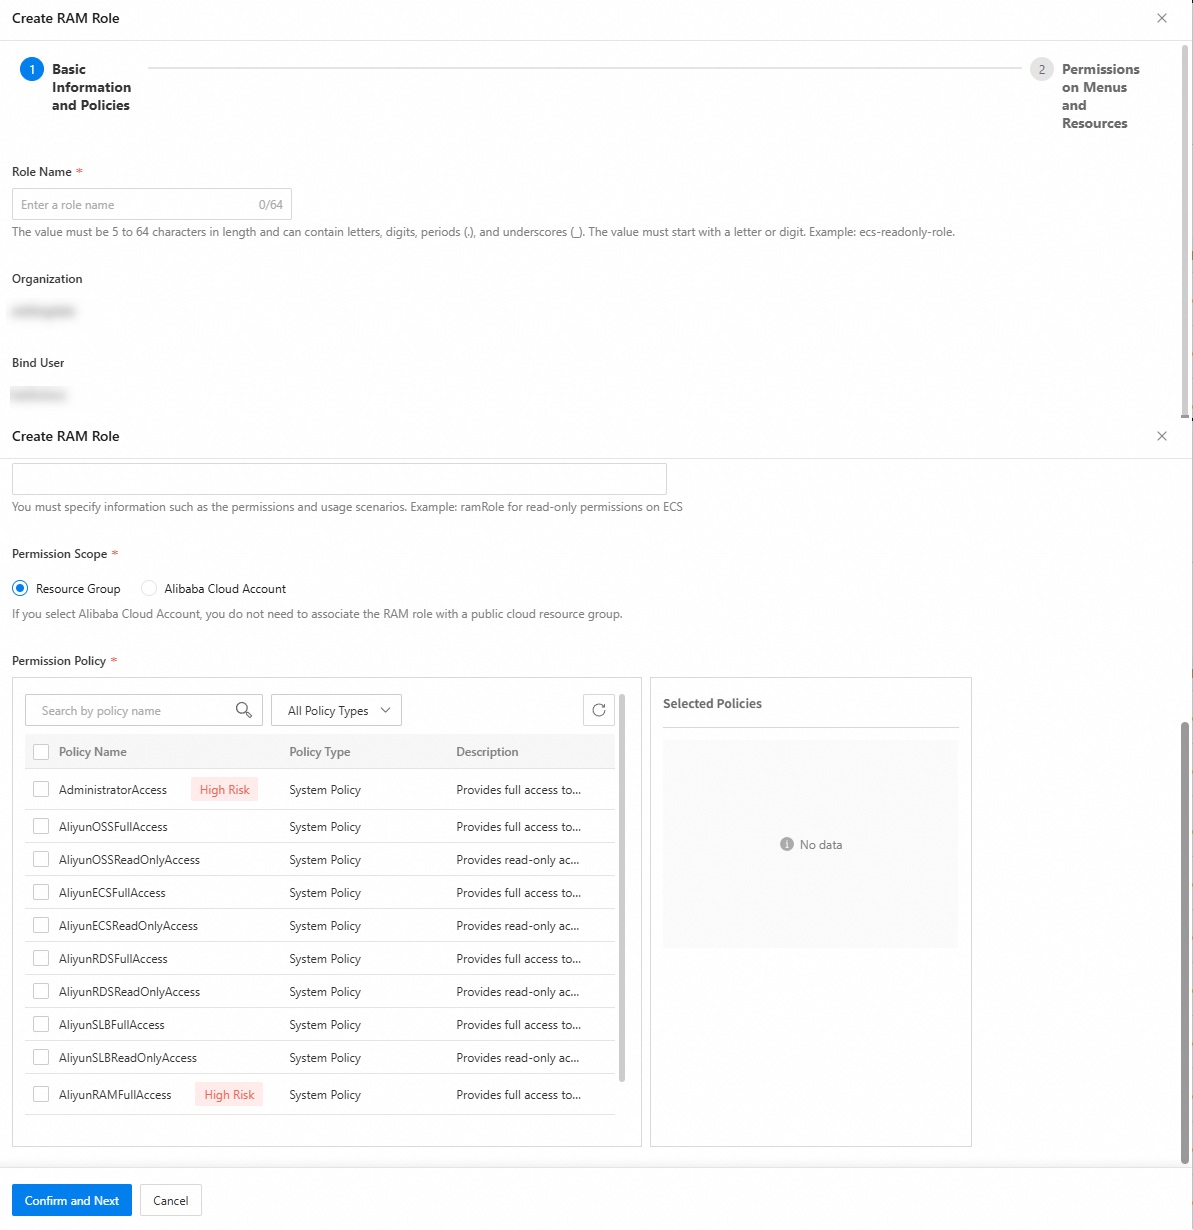 Create RAM Role
1
Basic
Information
and Policies
2
Permissions
on Menus
and
Resources
Role Name *
Enter a role name 0/64
The value must be 5 to 64 characters in length and can contain letters, digits, periods (.), and underscores (_). The value must start with a letter or digit. Example: ecs-readonly-role.
Organization
Bind User
Create RAM Role
You must specify information such as the permissions and usage scenarios. Example: ramRole for read-only permissions on ECS
Permission Scope *
Resource Group Alibaba Cloud Account
If you select Alibaba Cloud Account, you do not need to associate the RAM role with a public cloud resource group.
Permission Policy *
Search by policy name All Policy Types
Policy Name Policy Type Description
AdministratorAccess High Risk System Policy Provides full access to...
AliyunOSSFullAccess System Policy Provides full access to...
AliyunOSSReadOnlyAccess System Policy Provides read-only ac...
AliyunECSFullAccess System Policy Provides full access to...
AliyunECSReadOnlyAccess System Policy Provides read-only ac...
AliyunRDSFullAccess System Policy Provides full access to...
AliyunRDSReadOnlyAccess System Policy Provides read-only ac...
AliyunSLBFullAccess System Policy Provides full access to...
AliyunSLBReadOnlyAccess System Policy Provides read-only ac...
AliyunRAMFullAccess High Risk System Policy Provides full access to...
Selected Policies
No data
Confirm and Next Cancel